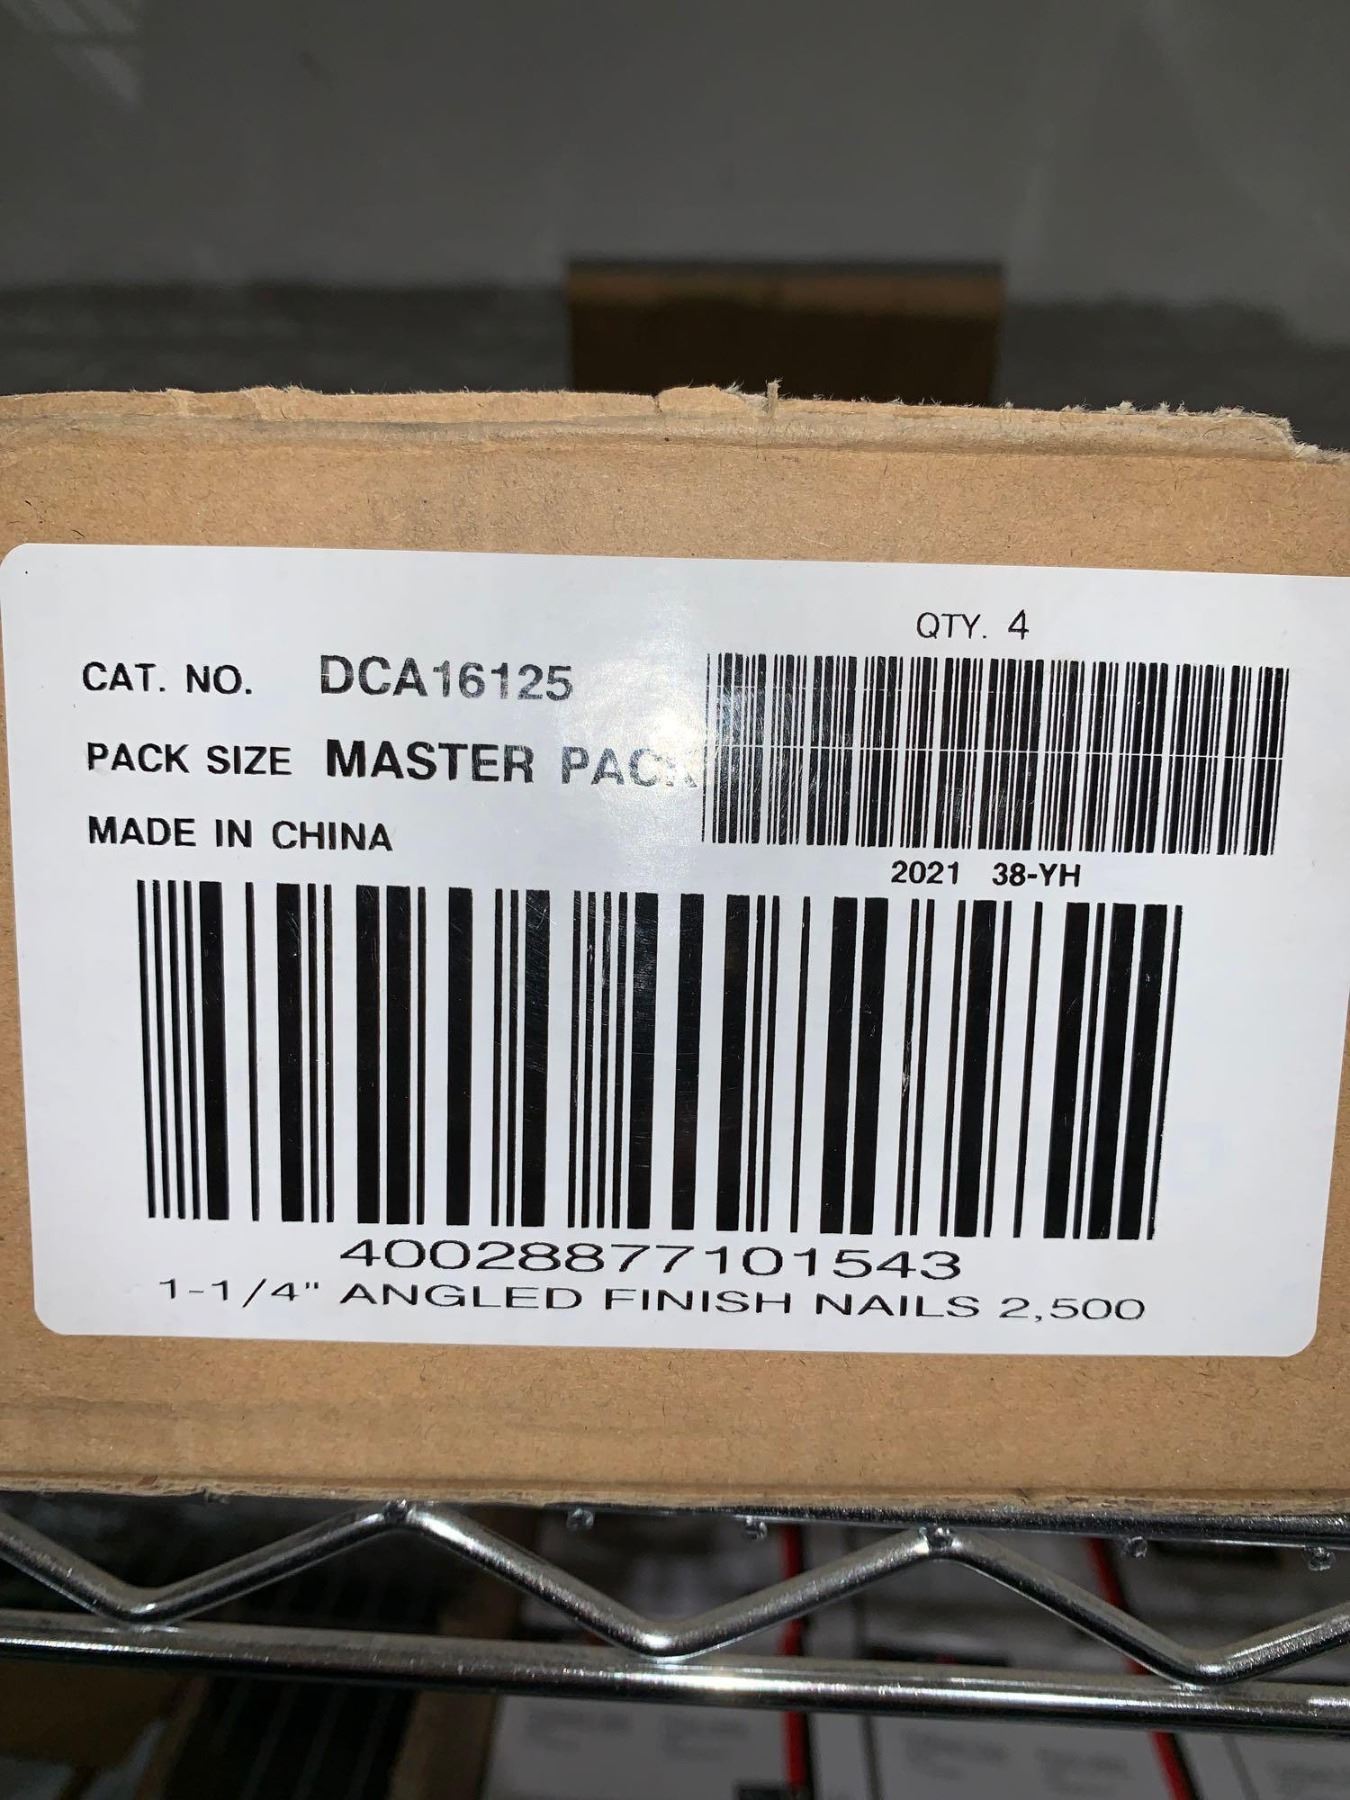 QTY. 4
CAT. NO. DCA16125
PACK SIZE MASTER PACK
MADE IN CHINA
2021 38-YH
40028877101543
1-1/4" ANGLED FINISH NAILS 2,500